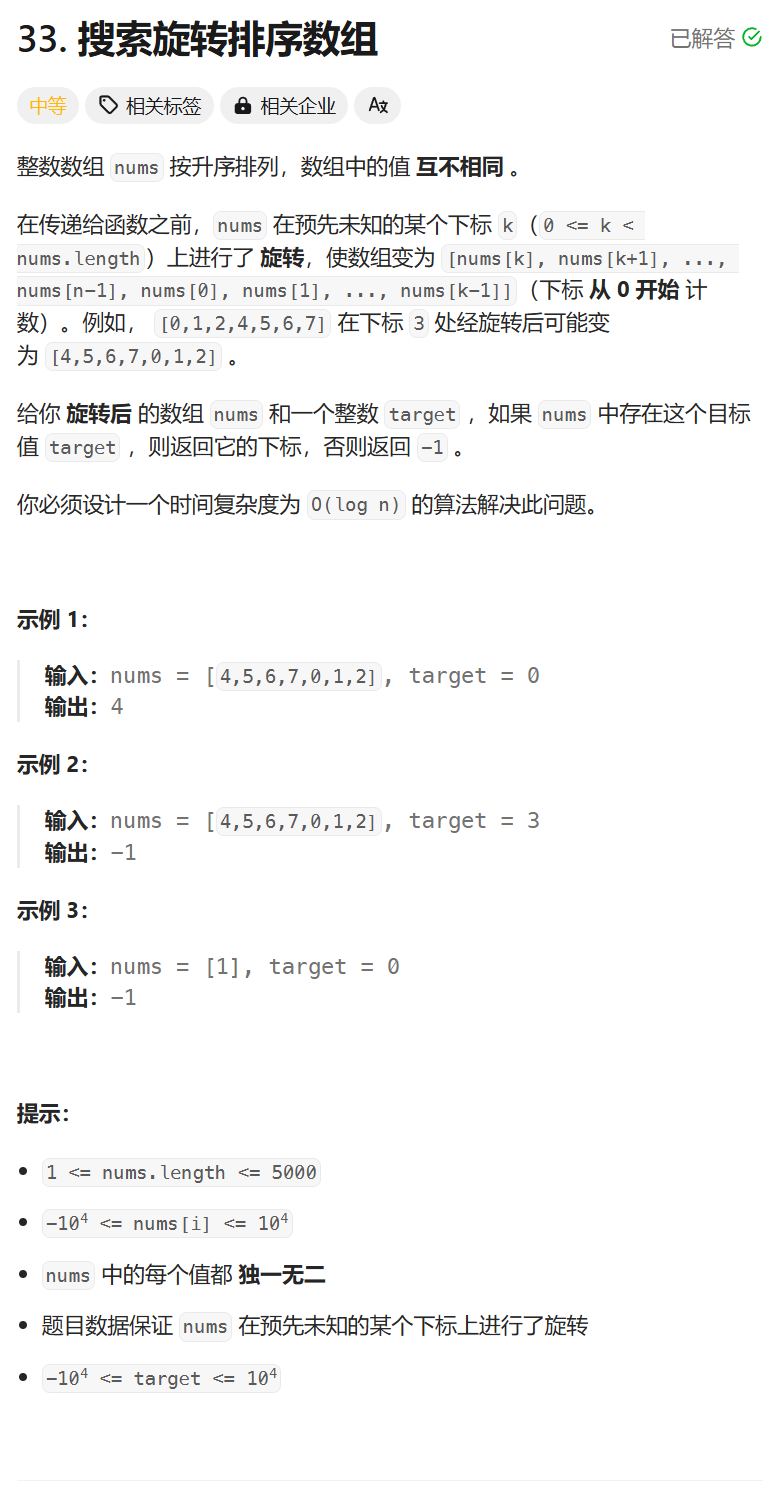 33. 搜索旋转排序数组
已解答
中等 相关标签 相关企业
整数数组 nums 按升序排列，数组中的值 互不相同 。
在传递给函数之前，nums 在预先未知的某个下标 k（0 <= k <
nums.length）上进行了 旋转，使数组变为 [nums[k], nums[k+1], ...,
nums[n-1], nums[0], nums[1], ..., nums[k-1]]（下标 从 0 开始 计
数）。例如， [0,1,2,4,5,6,7] 在下标 3 处经旋转后可能变
为 [4,5,6,7,0,1,2] 。
给你 旋转后 的数组 nums 和一个整数 target ，如果 nums 中存在这个目标
值 target ，则返回它的下标，否则返回 -1 。
你必须设计一个时间复杂度为 O(log n) 的算法解决此问题。
示例 1：
输入：nums = [4,5,6,7,0,1,2], target = 0
输出：4
示例 2：
输入：nums = [4,5,6,7,0,1,2], target = 3
输出：-1
示例 3：
输入：nums = [1], target = 0
输出：-1
提示：
1 <= nums.length <= 5000
-10⁴ <= nums[i] <= 10⁴
nums 中的每个值都 独一无二
题目数据保证 nums 在预先未知的某个下标上进行了旋转
-10⁴ <= target <= 10⁴